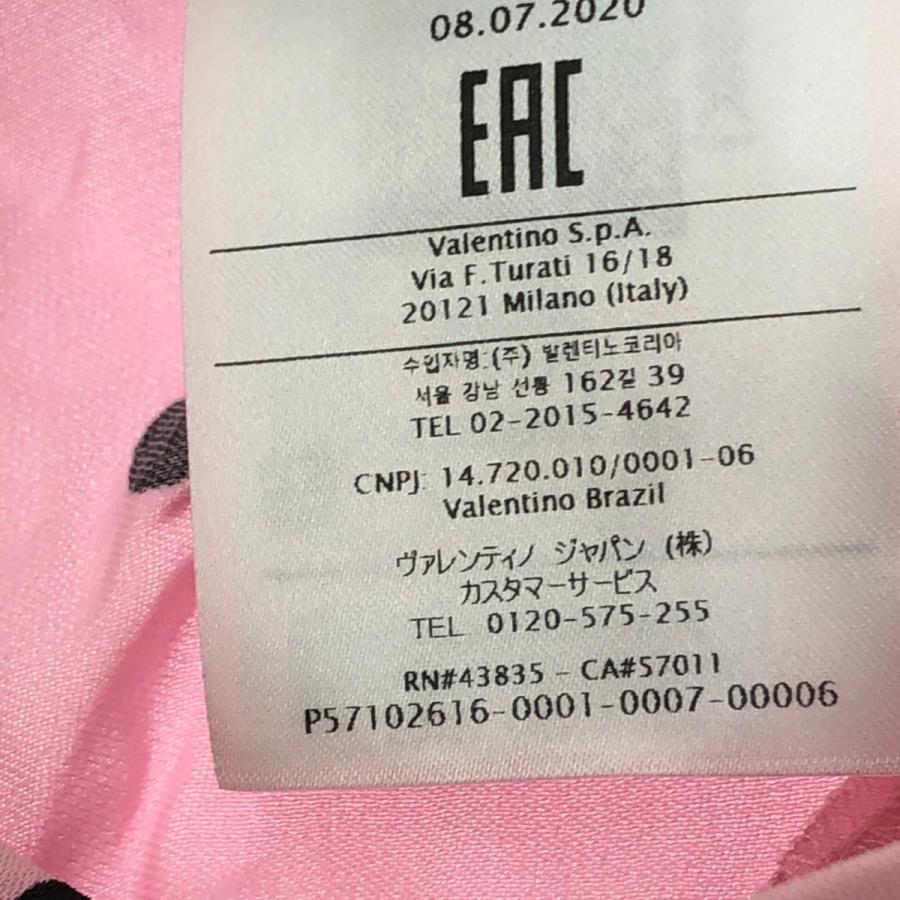 08.07.2020
EAC
Valentino S.p.A.
Via F.Turati 16/18
20121 Milano (Italy)
수입자명:(주) 발렌티노코리아
서울 강남 선릉 162길 39
TEL 02-2015-4642
CNPJ: 14.720.010/0001-06
Valentino Brazil
ヴァレンティノ ジャパン (株)
カスタマーサービス
TEL 0120-575-255
RN#43835 - CA#57011
P57102616-0001-0007-00006